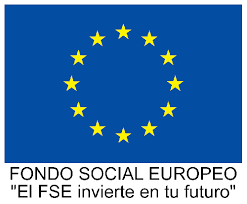 FONDO SOCIAL EUROPEO
"El FSE invierte en tu futuro"